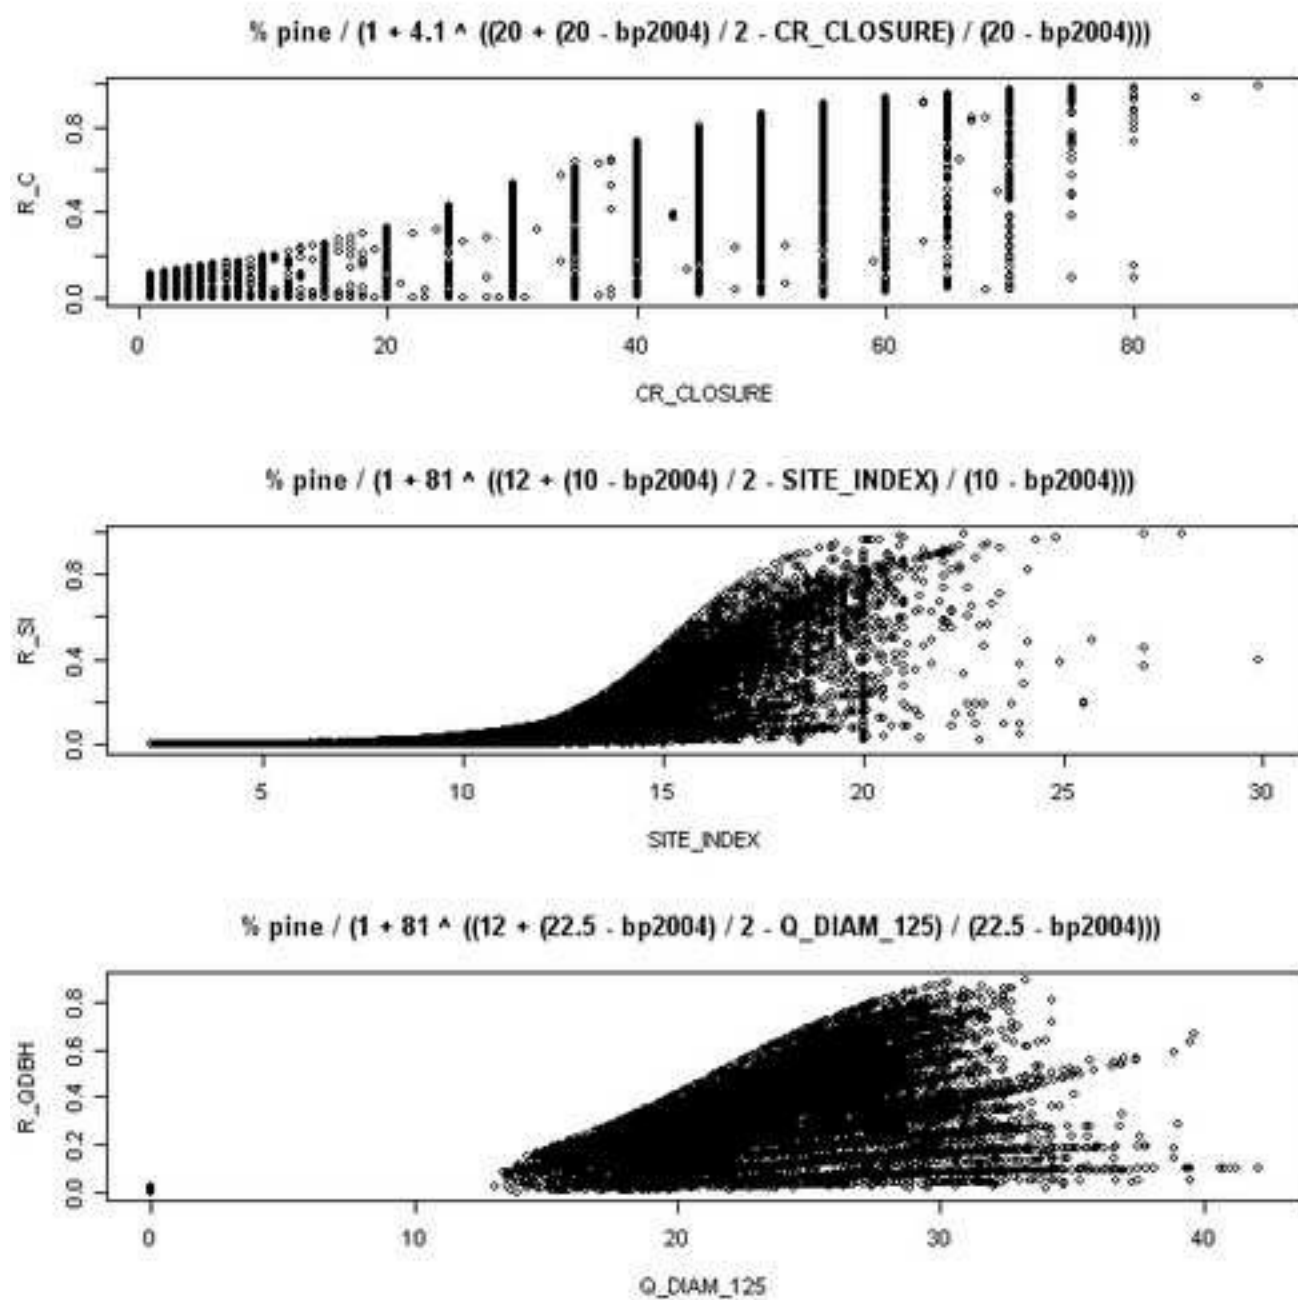 % pine / (1 + 4.1 ^ ((20 + (20 - bp2004) / 2 - CR_CLOSURE) / (20 - bp2004)))
R_C
0.0 0.4 0.8
0 20 40 60 80
CR_CLOSURE
% pine / (1 + 81 ^ ((12 + (10 - bp2004) / 2 - SITE_INDEX) / (10 - bp2004)))
R_SI
0.0 0.4 0.8
5 10 15 20 25 30
SITE_INDEX
% pine / (1 + 81 ^ ((12 + (22.5 - bp2004) / 2 - Q_DIAM_125) / (22.5 - bp2004)))
R_QDBH
0.0 0.2 0.4 0.6 0.8
0 10 20 30 40
Q_DIAM_125